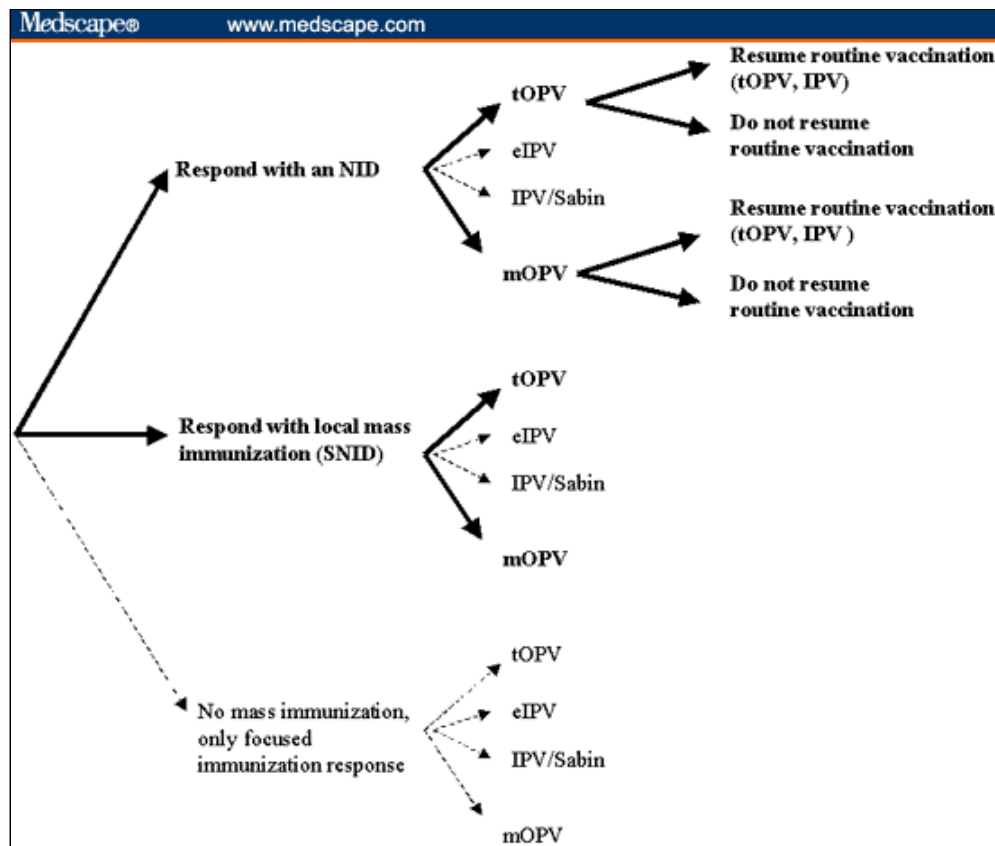 Medscape® www.medscape.com
Resume routine vaccination
(tOPV, IPV)
tOPV
Do not resume
routine vaccination
Respond with an NID
eIPV
IPV/Sabin
Resume routine vaccination
(tOPV, IPV )
mOPV
Do not resume
routine vaccination
tOPV
Respond with local mass
immunization (SNID)
eIPV
IPV/Sabin
mOPV
tOPV
No mass immunization,
only focused
immunization response
eIPV
IPV/Sabin
mOPV